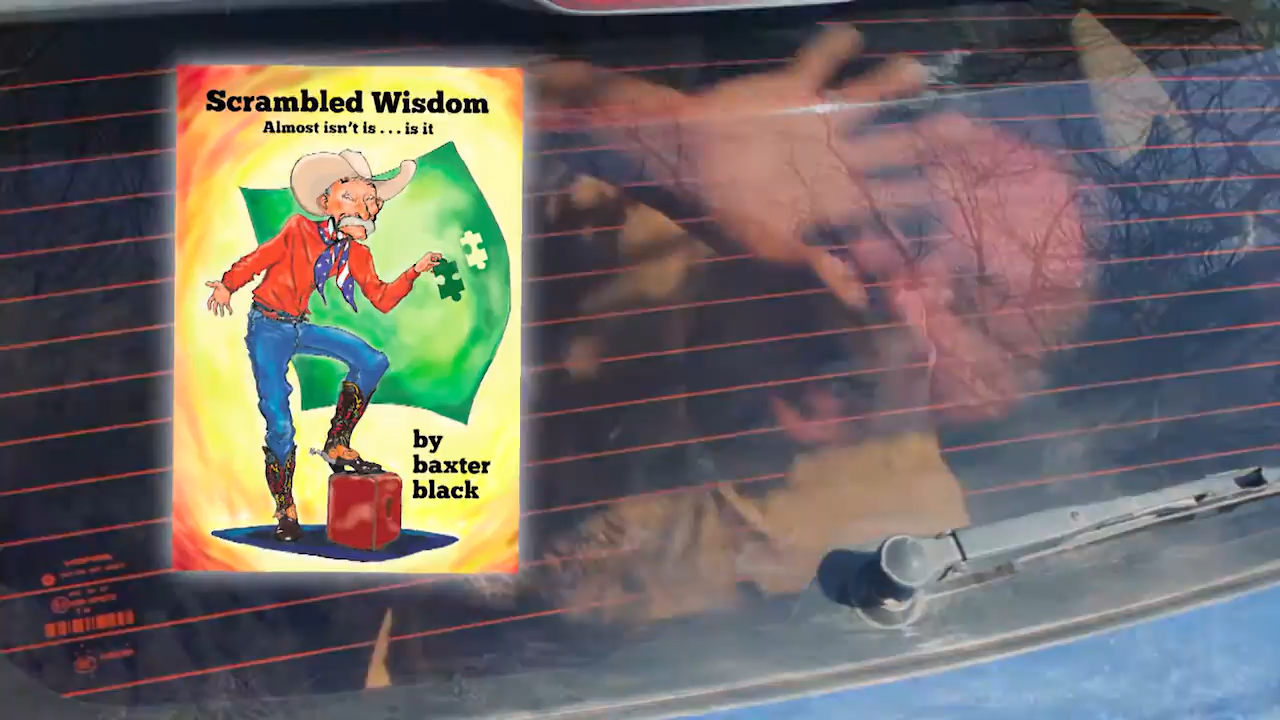 Scrambled Wisdom
Almost isn't is . . . is it
by
baxter
black